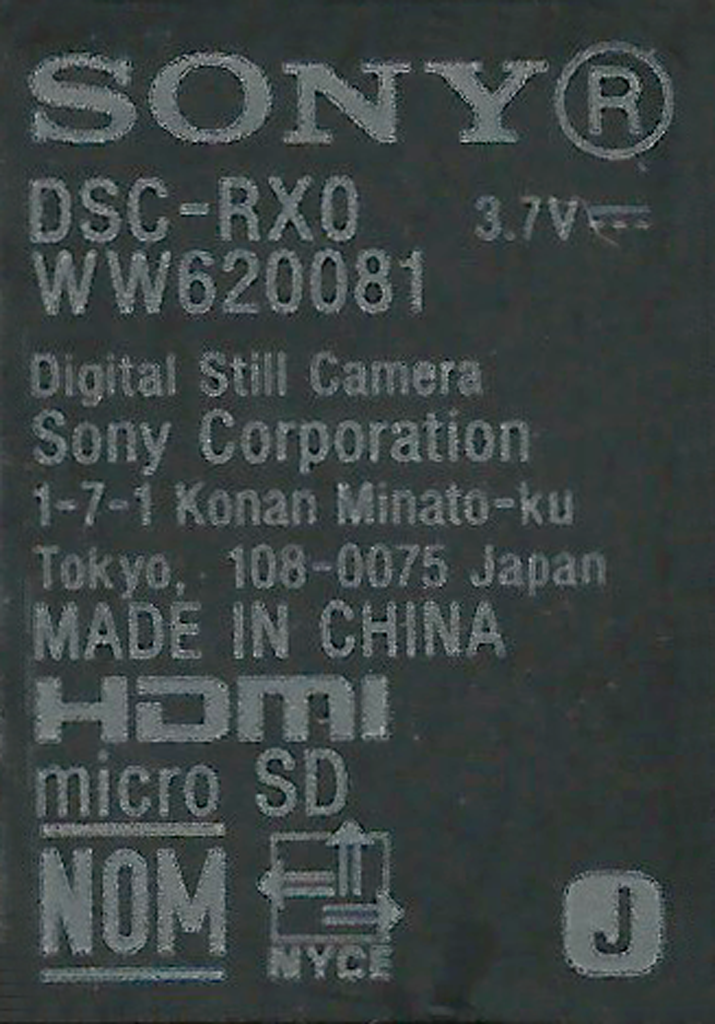 SONY®
DSC-RX0 3.7V
WW620081
Digital Still Camera
Sony Corporation
1-7-1 Konan Minato-ku
Tokyo, 108-0075 Japan
MADE IN CHINA
HDMI
micro SD
NOM
NYCE
J